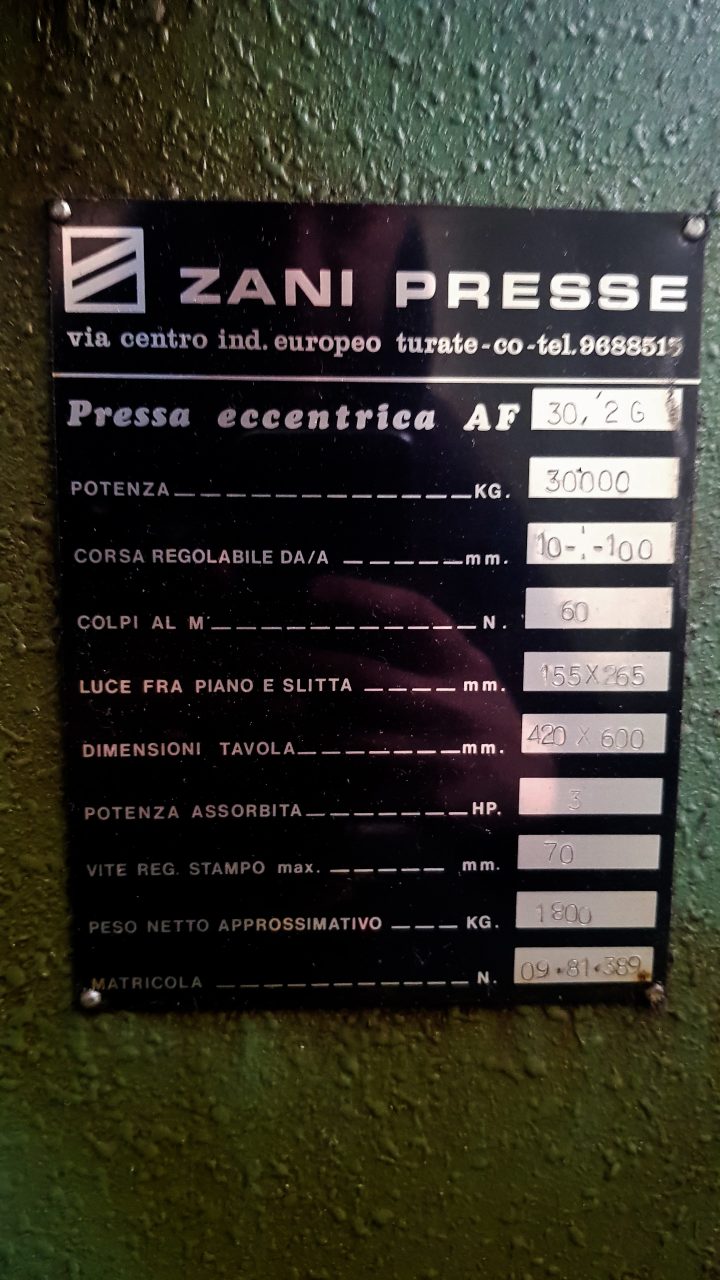 ZANI PRESSE
via centro ind. europeo turate-co-tel.9688515
Pressa eccentrica AF 30,2G
POTENZA KG. 30000
CORSA REGOLABILE DA/A mm. 10-:-100
COLPI AL M' N. 60
LUCE FRA PIANO E SLITTA mm. 155X265
DIMENSIONI TAVOLA mm. 420 X 600
POTENZA ASSORBITA HP. 3
VITE REG. STAMPO max. mm. 70
PESO NETTO APPROSSIMATIVO KG. 1800
MATRICOLA N. 09.81.389